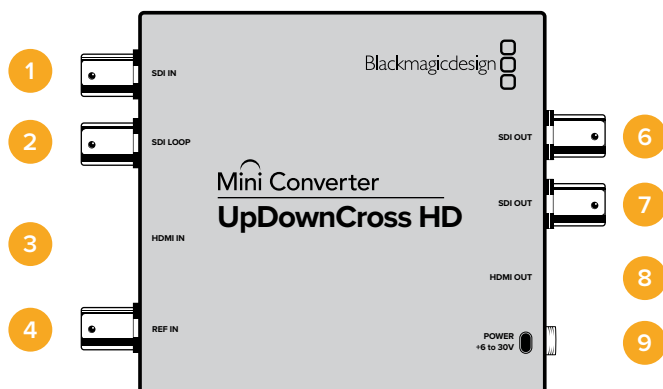 1
SDI IN
2
SDI LOOP
3
HDMI IN
4
REF IN
Blackmagicdesign
Mini Converter
UpDownCross HD
SDI OUT
6
SDI OUT
7
HDMI OUT
8
POWER
+6 to 30V
9